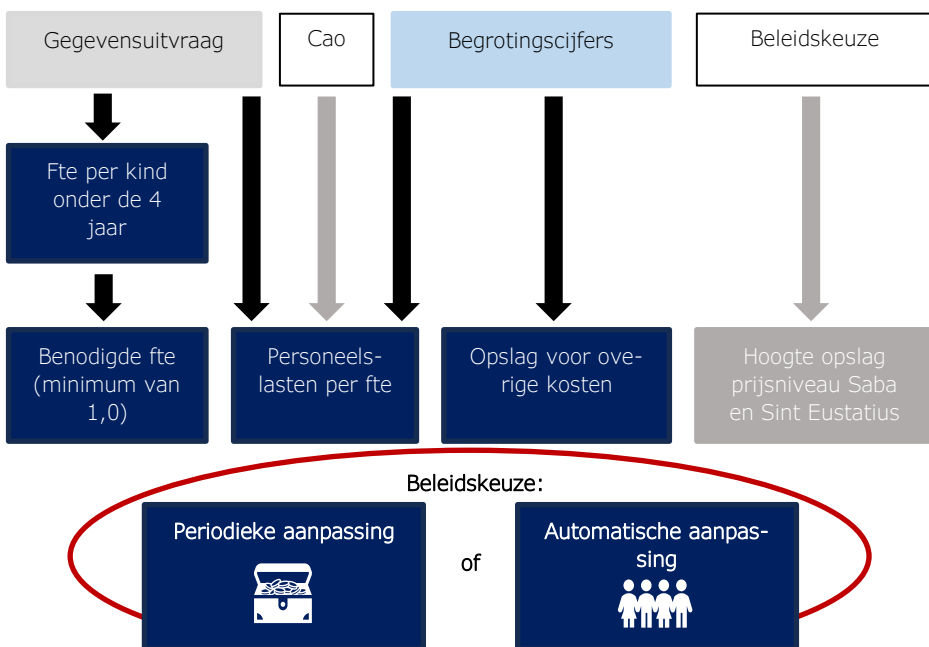 Gegevensuitvraag
Cao
Begrotingscijfers
Beleidskeuze
Fte per kind
onder de 4
jaar
Benodigde fte
(minimum van
1,0)
Personeels-
lasten per fte
Opslag voor ove-
rige kosten
Hoogte opslag
prijsniveau Saba
en Sint Eustatius
Beleidskeuze:
Periodieke aanpassing
of
Automatische aanpas-
sing